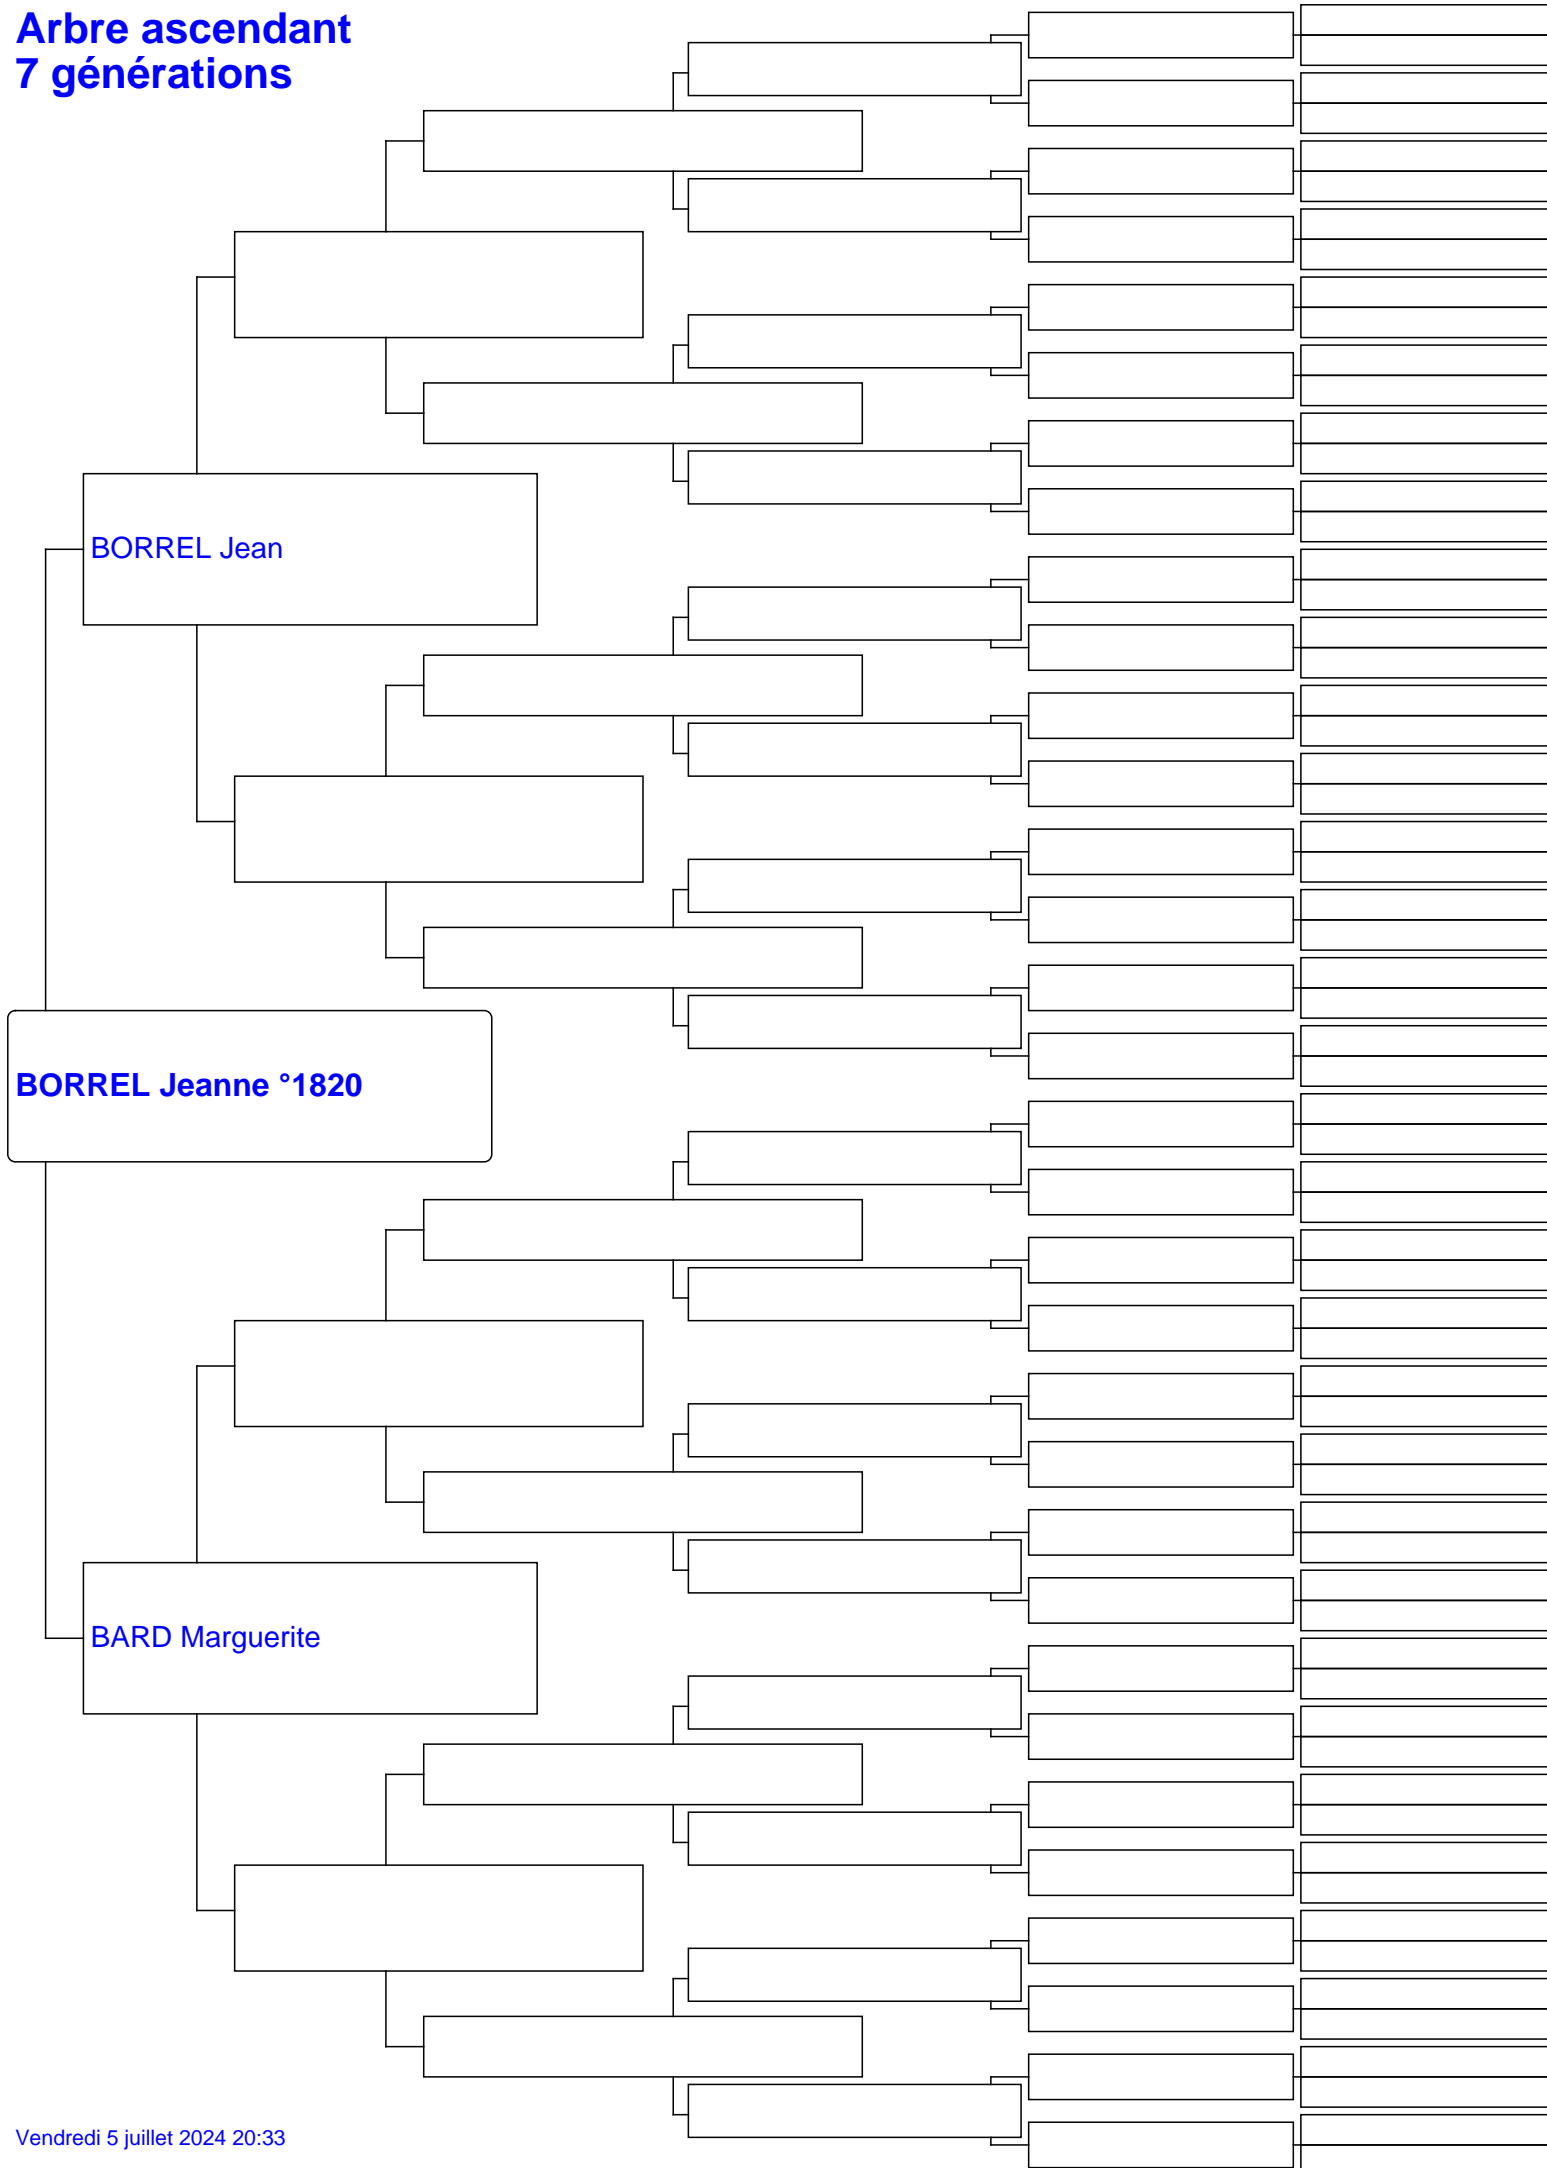 Arbre ascendant
7 générations
BORREL Jean
BORREL Jeanne °1820
BARD Marguerite
Vendredi 5 juillet 2024 20:33